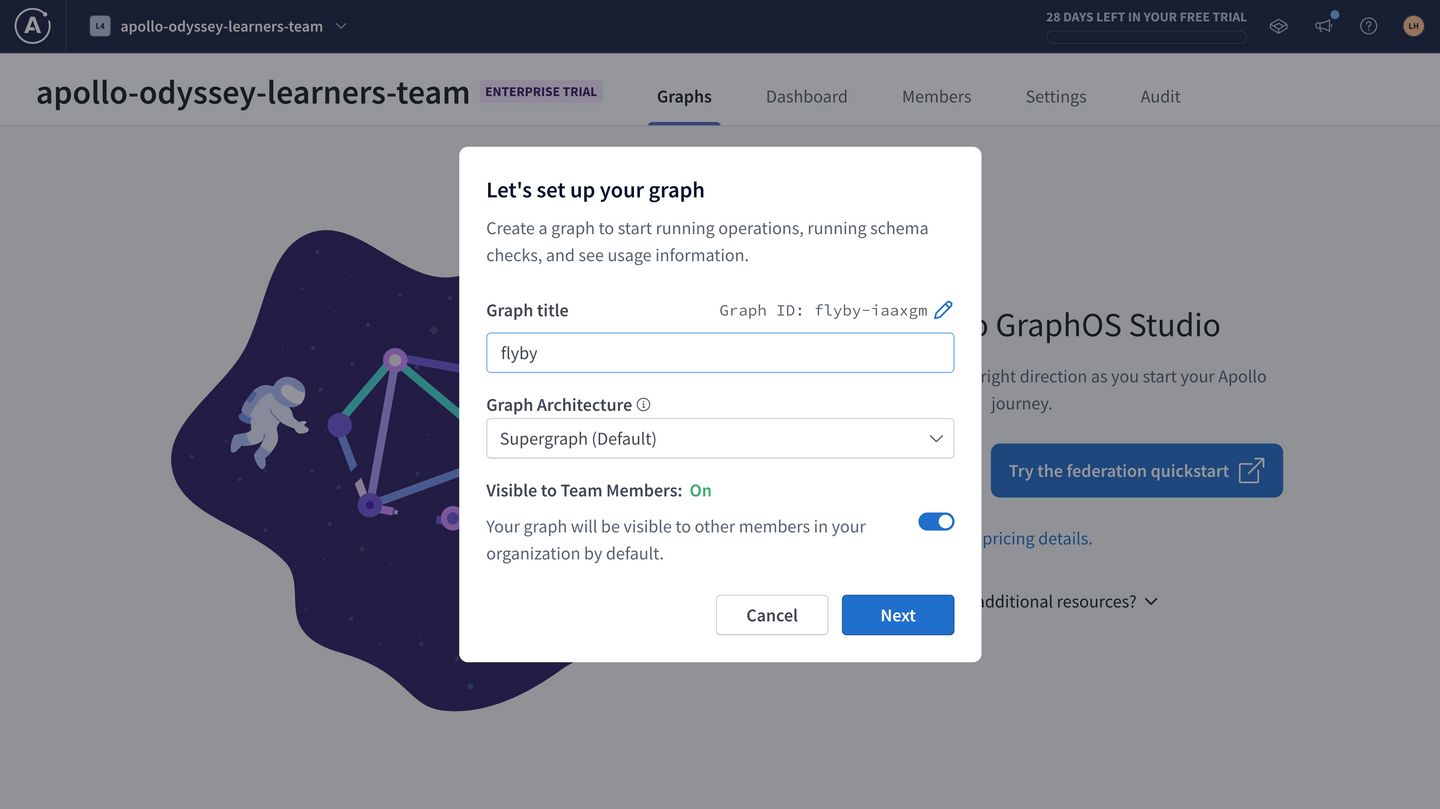 A
L4 apollo-odyssey-learners-team
28 DAYS LEFT IN YOUR FREE TRIAL
? LH
apollo-odyssey-learners-team ENTERPRISE TRIAL
Graphs Dashboard Members Settings Audit
Let's set up your graph
Create a graph to start running operations, running schema
checks, and see usage information.
Graph title Graph ID: flyby-iaaxgm
flyby
Graph Architecture
Supergraph (Default)
Visible to Team Members: On
Your graph will be visible to other members in your
organization by default.
Cancel Next
GraphOS Studio
right direction as you start your Apollo
journey.
Try the federation quickstart
pricing details.
additional resources?